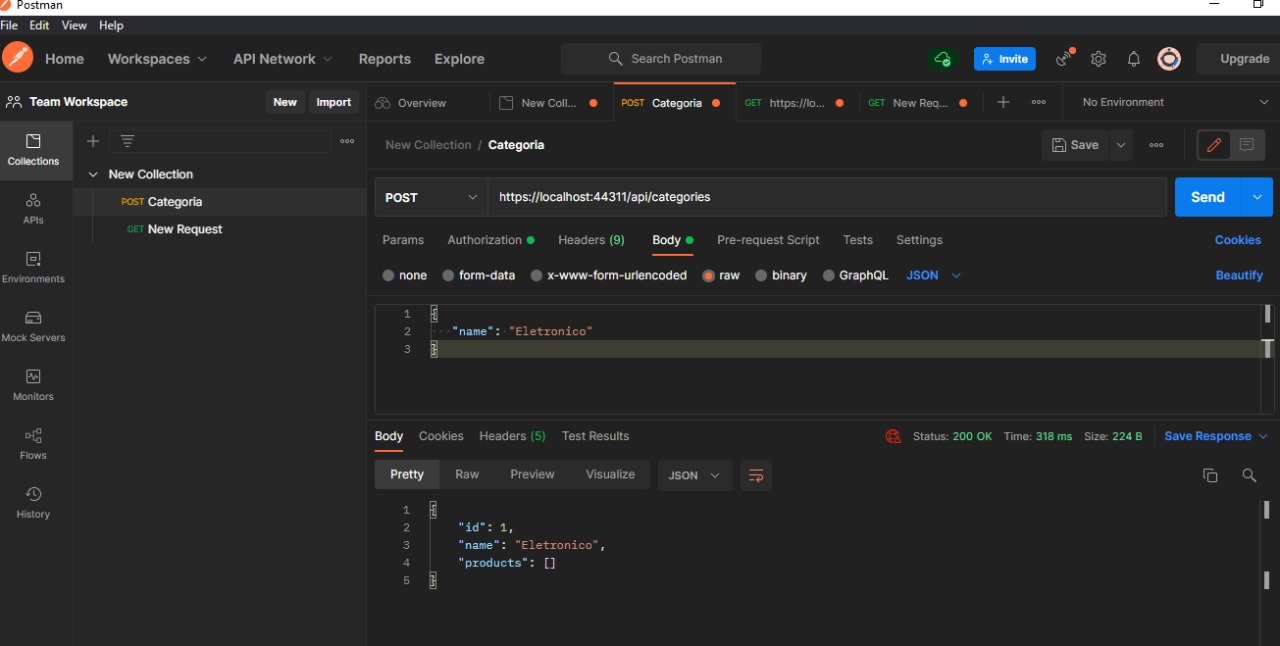 Postman
File Edit View Help
Home Workspaces API Network Reports Explore Search Postman Invite Upgrade
Team Workspace New Import Overview New Coll... POST Categoria GET https://lo... GET New Req... No Environment
Collections
New Collection / Categoria Save
New Collection
POST Categoria
GET New Request
APIs
Environments
Mock Servers
Monitors
Flows
History
POST https://localhost:44311/api/categories Send
Params Authorization Headers (9) Body Pre-request Script Tests Settings Cookies
none form-data x-www-form-urlencoded raw binary GraphQL JSON Beautify
1 {
2 "name": "Eletronico"
3 }
Body Cookies Headers (5) Test Results Status: 200 OK Time: 318 ms Size: 224 B Save Response
Pretty Raw Preview Visualize JSON
1 {
2 "id": 1,
3 "name": "Eletronico",
4 "products": []
5 }